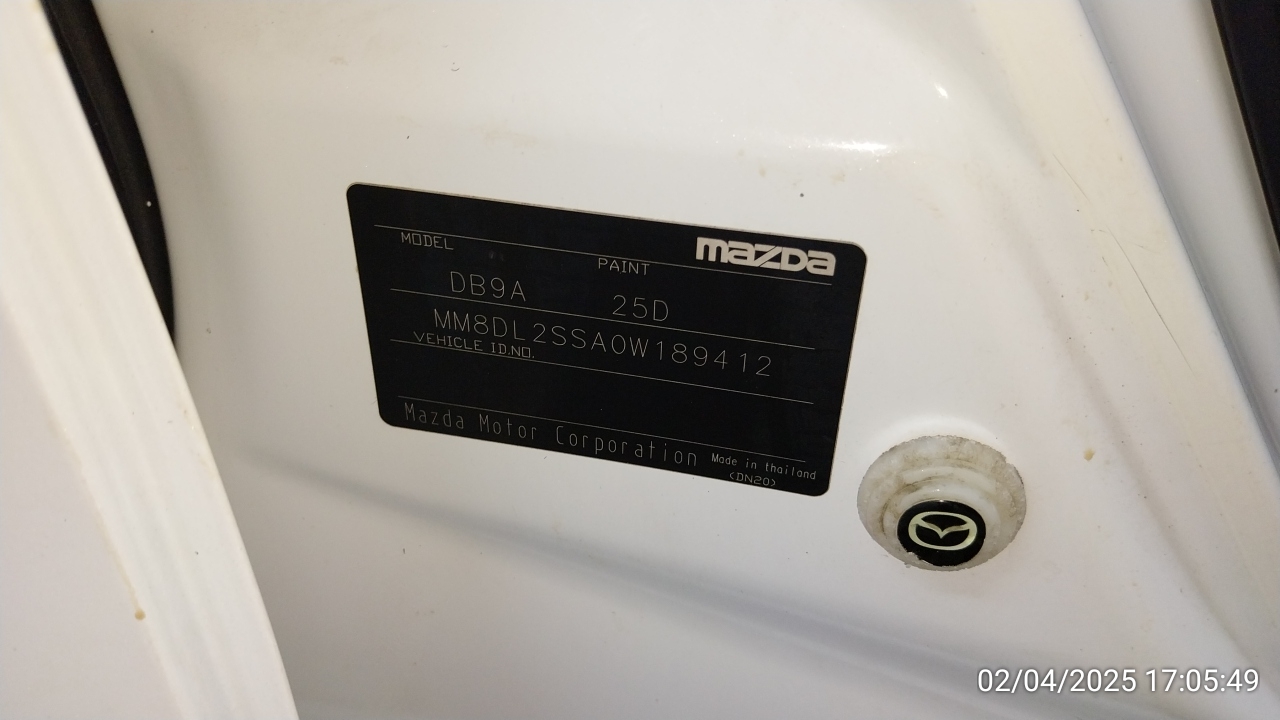 mazda
MODEL PAINT
DB9A 25D
MM8DL2SSA0W189412
VEHICLE ID.NO.
Mazda Motor Corporation Made in thailand
(DN20)
02/04/2025 17:05:49